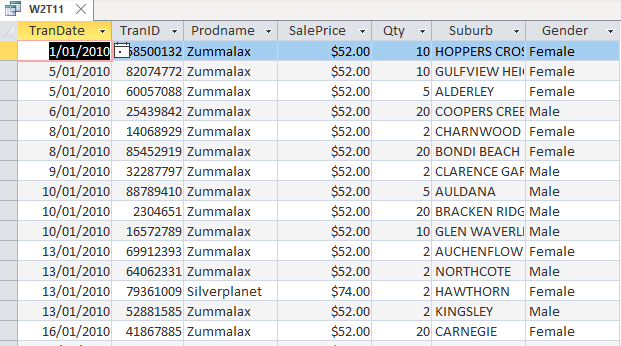 W2T11
TranDate TranID Prodname SalePrice Qty Suburb Gender
1/01/2010 68500132 Zummalax $52.00 10 HOPPERS CROS Female
5/01/2010 82074772 Zummalax $52.00 10 GULFVIEW HEI Female
5/01/2010 60057088 Zummalax $52.00 5 ALDERLEY Female
6/01/2010 25439842 Zummalax $52.00 20 COOPERS CREE Male
8/01/2010 14068929 Zummalax $52.00 2 CHARNWOOD Female
8/01/2010 85452919 Zummalax $52.00 20 BONDI BEACH Female
9/01/2010 32287797 Zummalax $52.00 2 CLARENCE GAR Male
10/01/2010 88789410 Zummalax $52.00 5 AULDANA Male
10/01/2010 2304651 Zummalax $52.00 20 BRACKEN RIDG Male
10/01/2010 16572789 Zummalax $52.00 10 GLEN WAVERLI Male
13/01/2010 69912393 Zummalax $52.00 2 AUCHENFLOW Female
13/01/2010 64062331 Zummalax $52.00 2 NORTHCOTE Male
13/01/2010 79361009 Silverplanet $74.00 2 HAWTHORN Female
13/01/2010 52881585 Zummalax $52.00 2 KINGSLEY Male
16/01/2010 41867885 Zummalax $52.00 20 CARNEGIE Female